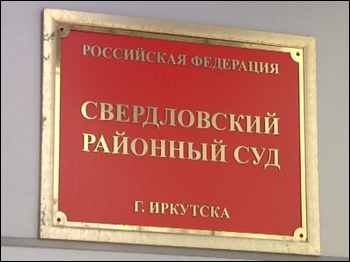 РОССИЙСКАЯ ФЕДЕРАЦИЯ
СВЕРДЛОВСКИЙ
РАЙОННЫЙ СУД
Г. ИРКУТСКА